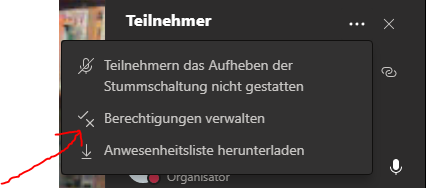 Teilnehmer
Teilnehmern das Aufheben der
Stummschaltung nicht gestatten
Berechtigungen verwalten
Anwesenheitsliste herunterladen
Organisator